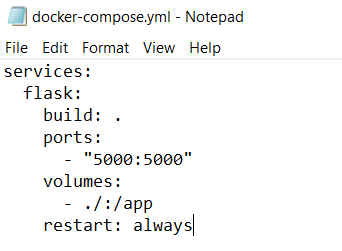 docker-compose.yml - Notepad
File Edit Format View Help
services:
  flask:
    build: .
    ports:
      - "5000:5000"
    volumes:
      - ./:/app
    restart: always